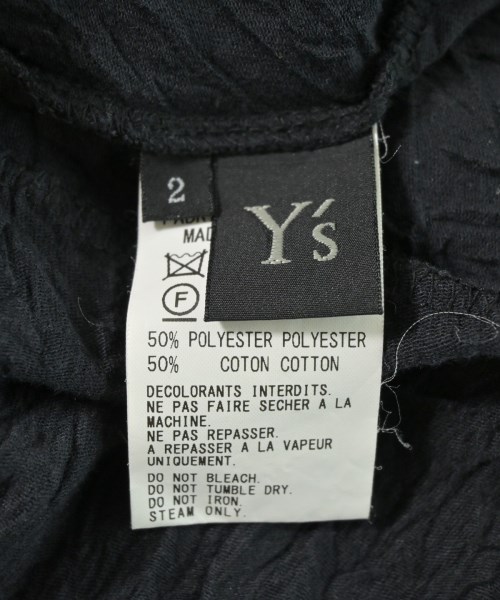 2
Y's
MAD
F
50% POLYESTER POLYESTER
50% COTON COTTON
DECOLORANTS INTERDITS.
NE PAS FAIRE SECHER A LA
MACHINE.
NE PAS REPASSER.
A REPASSER A LA VAPEUR
UNIQUEMENT.
DO NOT BLEACH.
DO NOT TUMBLE DRY.
DO NOT IRON.
STEAM ONLY.